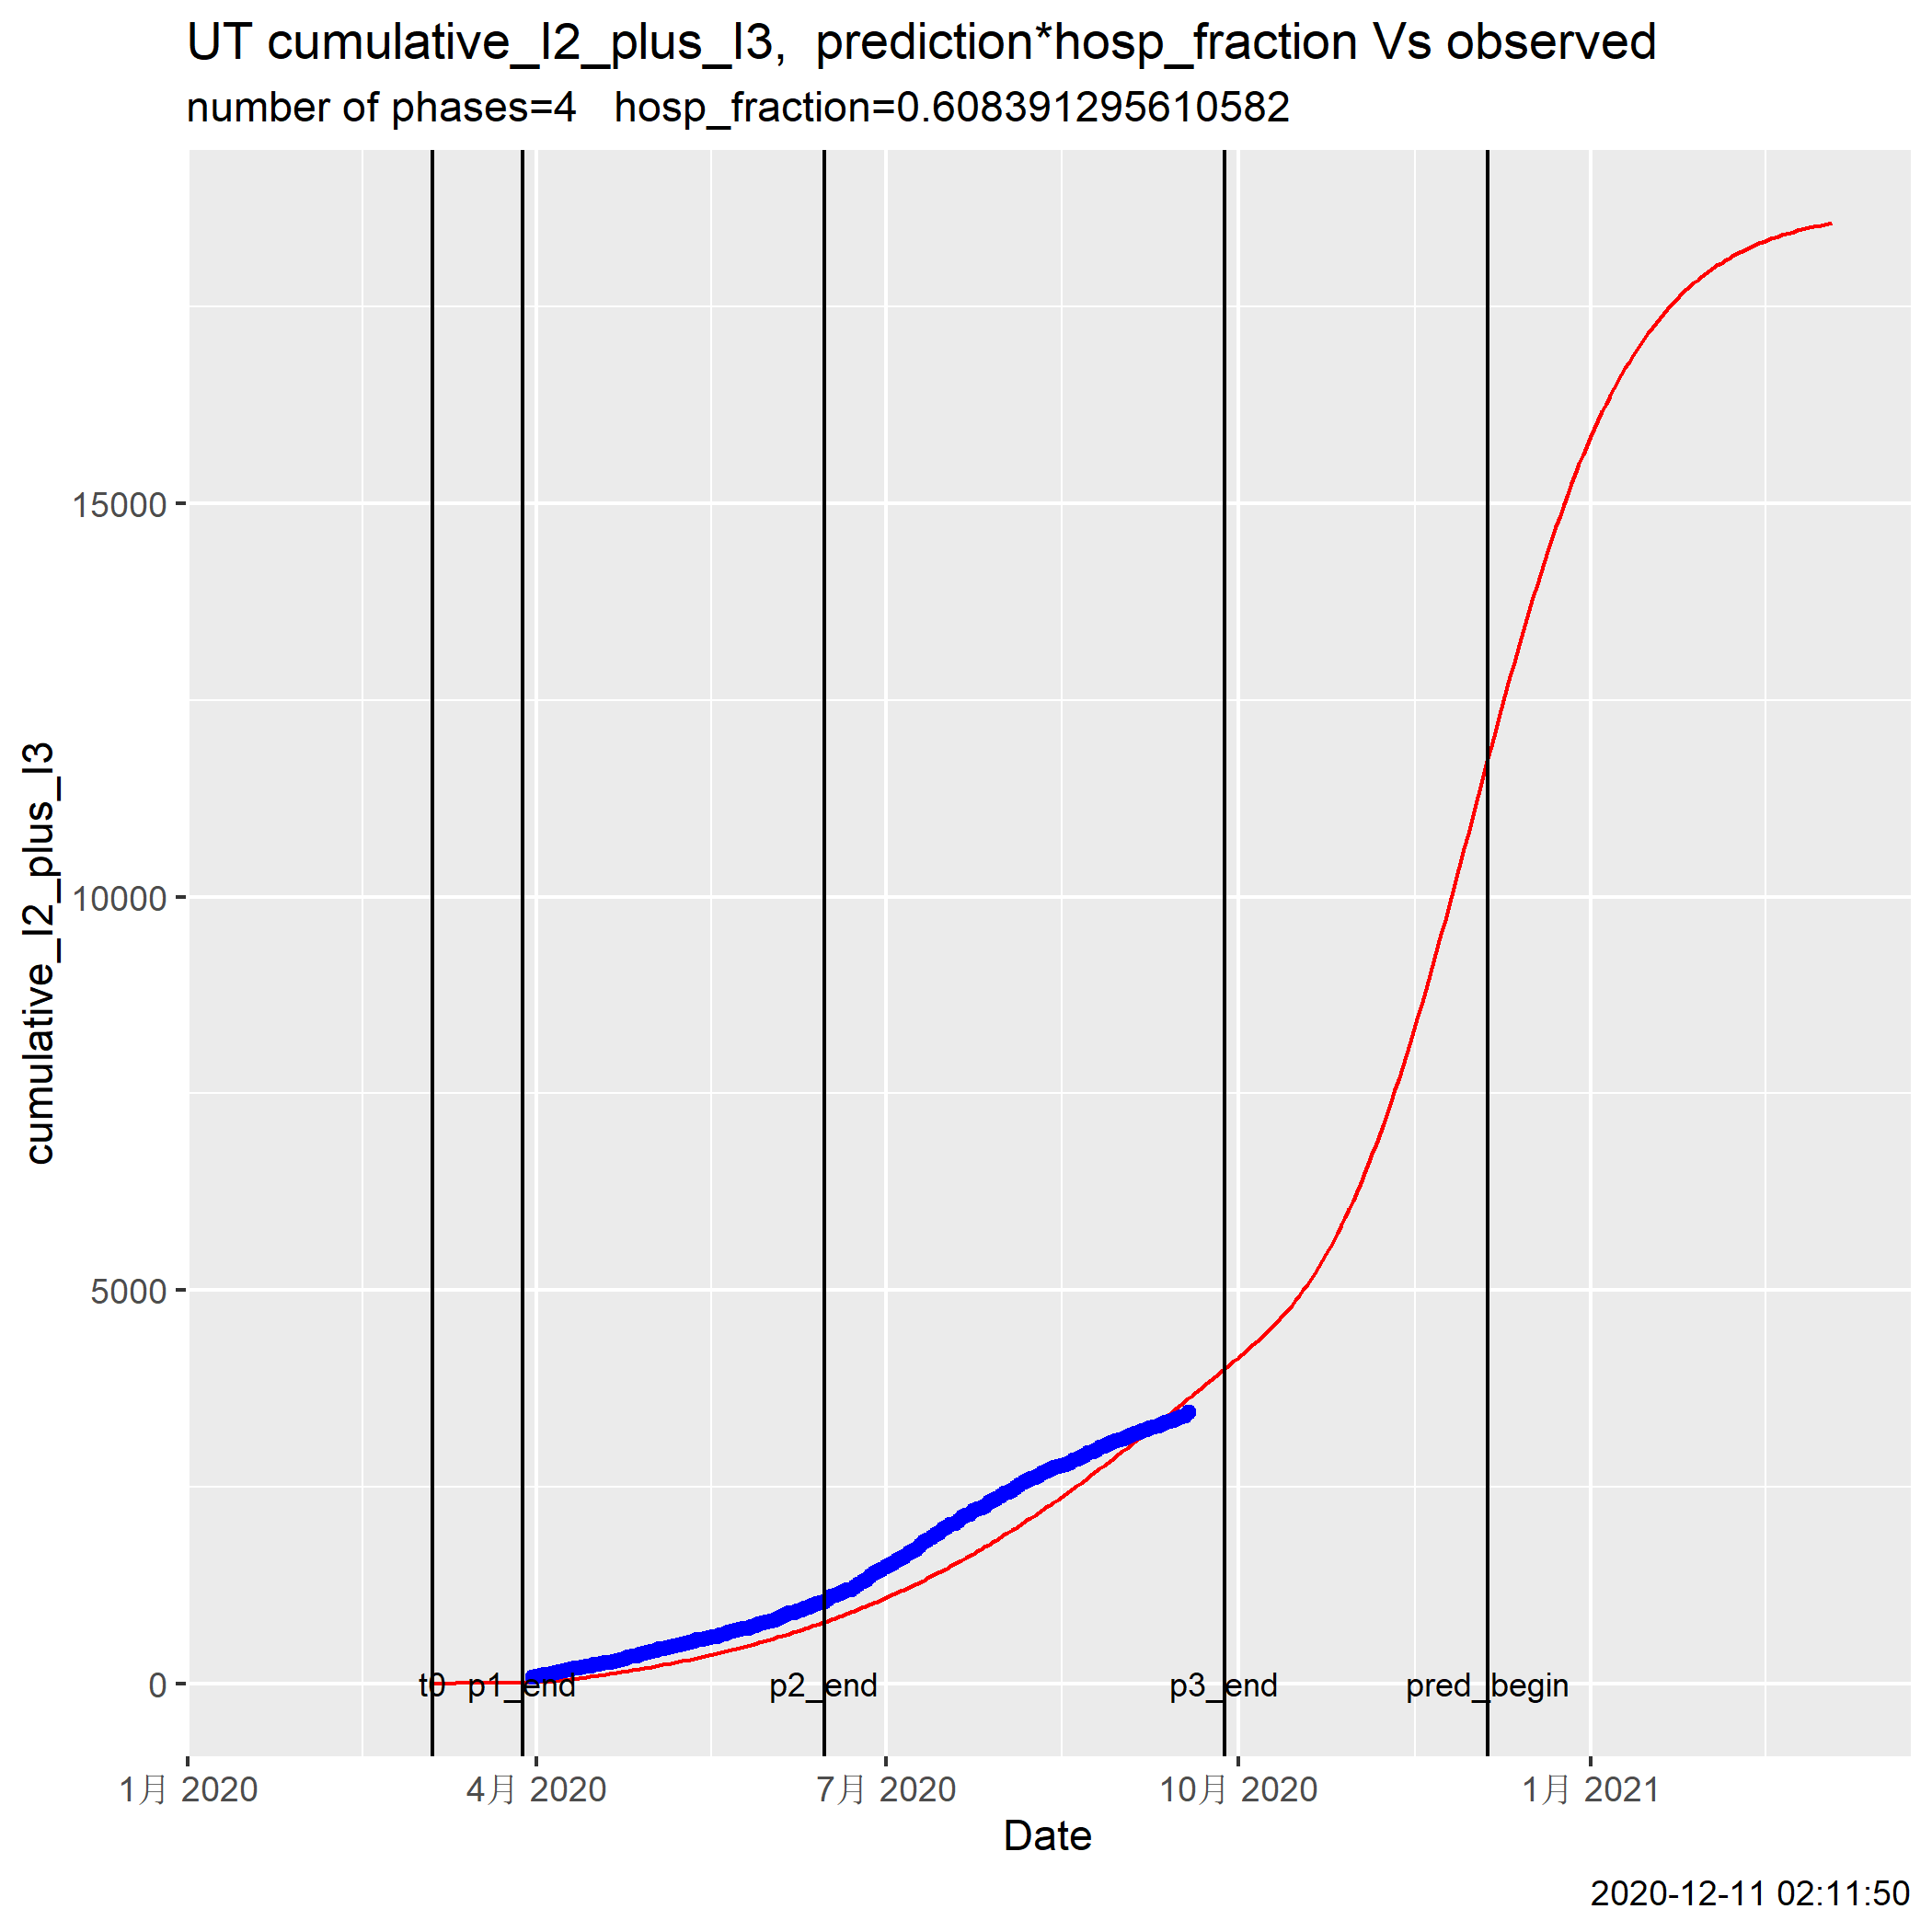 UT cumulative_I2_plus_I3,  prediction*hosp_fraction Vs observed
number of phases=4   hosp_fraction=0.608391295610582
cumulative_I2_plus_I3
15000
10000
5000
0
t0 p1_end p2_end p3_end pred_begin
1月 2020 4月 2020 7月 2020 10月 2020 1月 2021
Date
2020-12-11 02:11:50